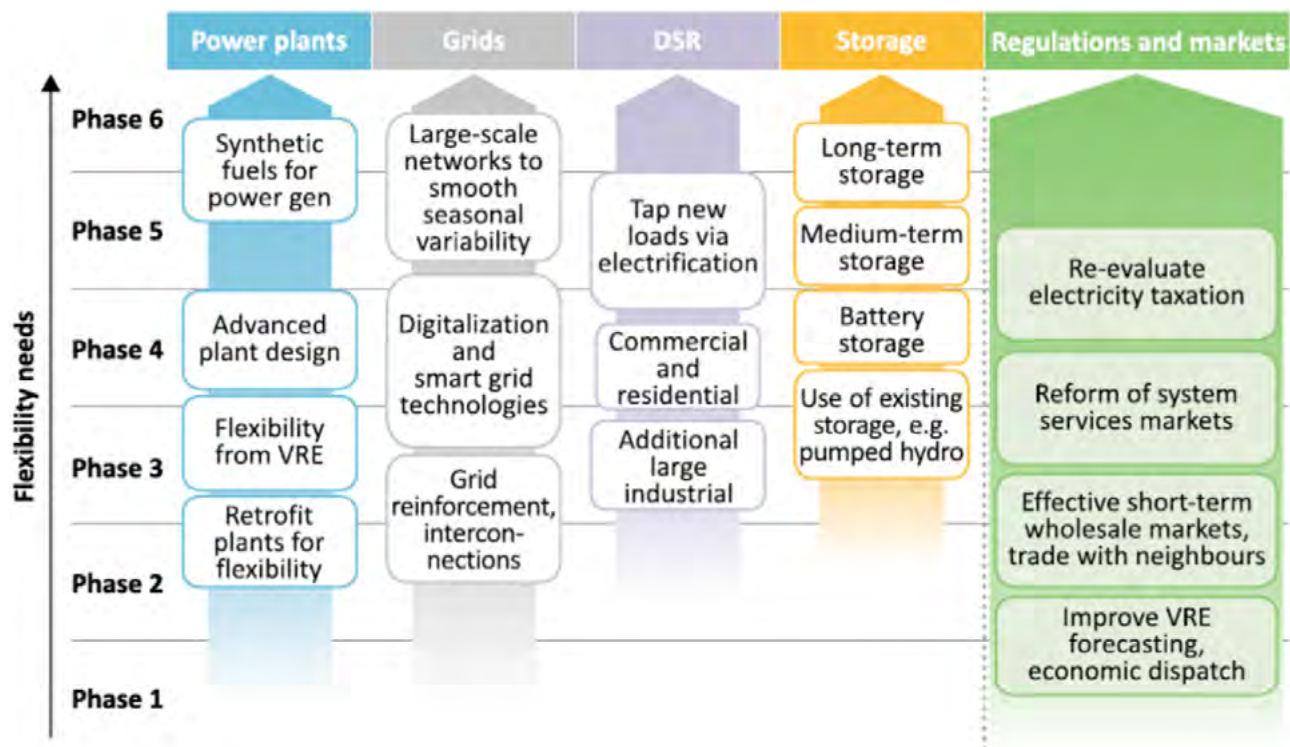 Power plants
Grids
DSR
Storage
Regulations and markets
Flexibility needs
Phase 6
Phase 5
Phase 4
Phase 3
Phase 2
Phase 1
Synthetic
fuels for
power gen
Advanced
plant design
Flexibility
from VRE
Retrofit
plants for
flexibility
Large-scale
networks to
smooth
seasonal
variability
Digitalization
and
smart grid
technologies
Grid
reinforcement,
intercon-
nections
Tap new
loads via
electrification
Commercial
and
residential
Additional
large
industrial
Long-term
storage
Medium-term
storage
Battery
storage
Use of existing
storage, e.g.
pumped hydro
Re-evaluate
electricity taxation
Reform of system
services markets
Effective short-term
wholesale markets,
trade with neighbours
Improve VRE
forecasting,
economic dispatch